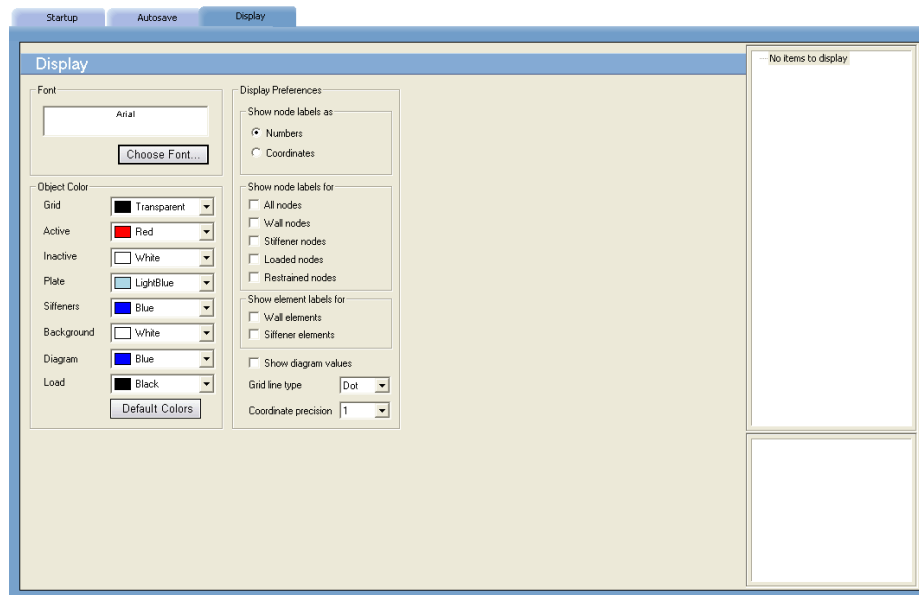 Startup
Autosave
Display
Display
No items to display
Font
Arial
Choose Font...
Object Color
Grid
Transparent
Active
Red
Inactive
White
Plate
LightBlue
Siffeners
Blue
Background
White
Diagram
Blue
Load
Black
Default Colors
Display Preferences
Show node labels as
Numbers
Coordinates
Show node labels for
All nodes
Wall nodes
Stiffener nodes
Loaded nodes
Restrained nodes
Show element labels for
Wall elements
Siffener elements
Show diagram values
Grid line type
Dot
Coordinate precision
1